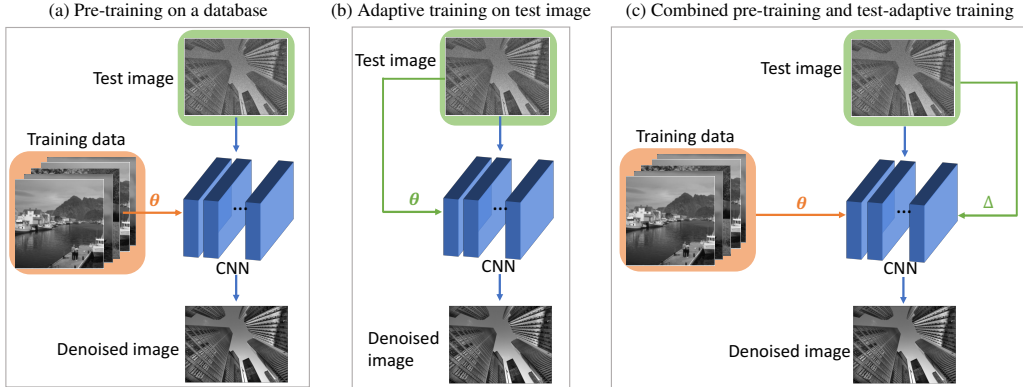 (a) Pre-training on a database
Test image
Training data
θ
...
CNN
Denoised image
(b) Adaptive training on test image
Test image
θ
...
CNN
Denoised
image
(c) Combined pre-training and test-adaptive training
Test image
Training data
θ
...
Δ
CNN
Denoised image